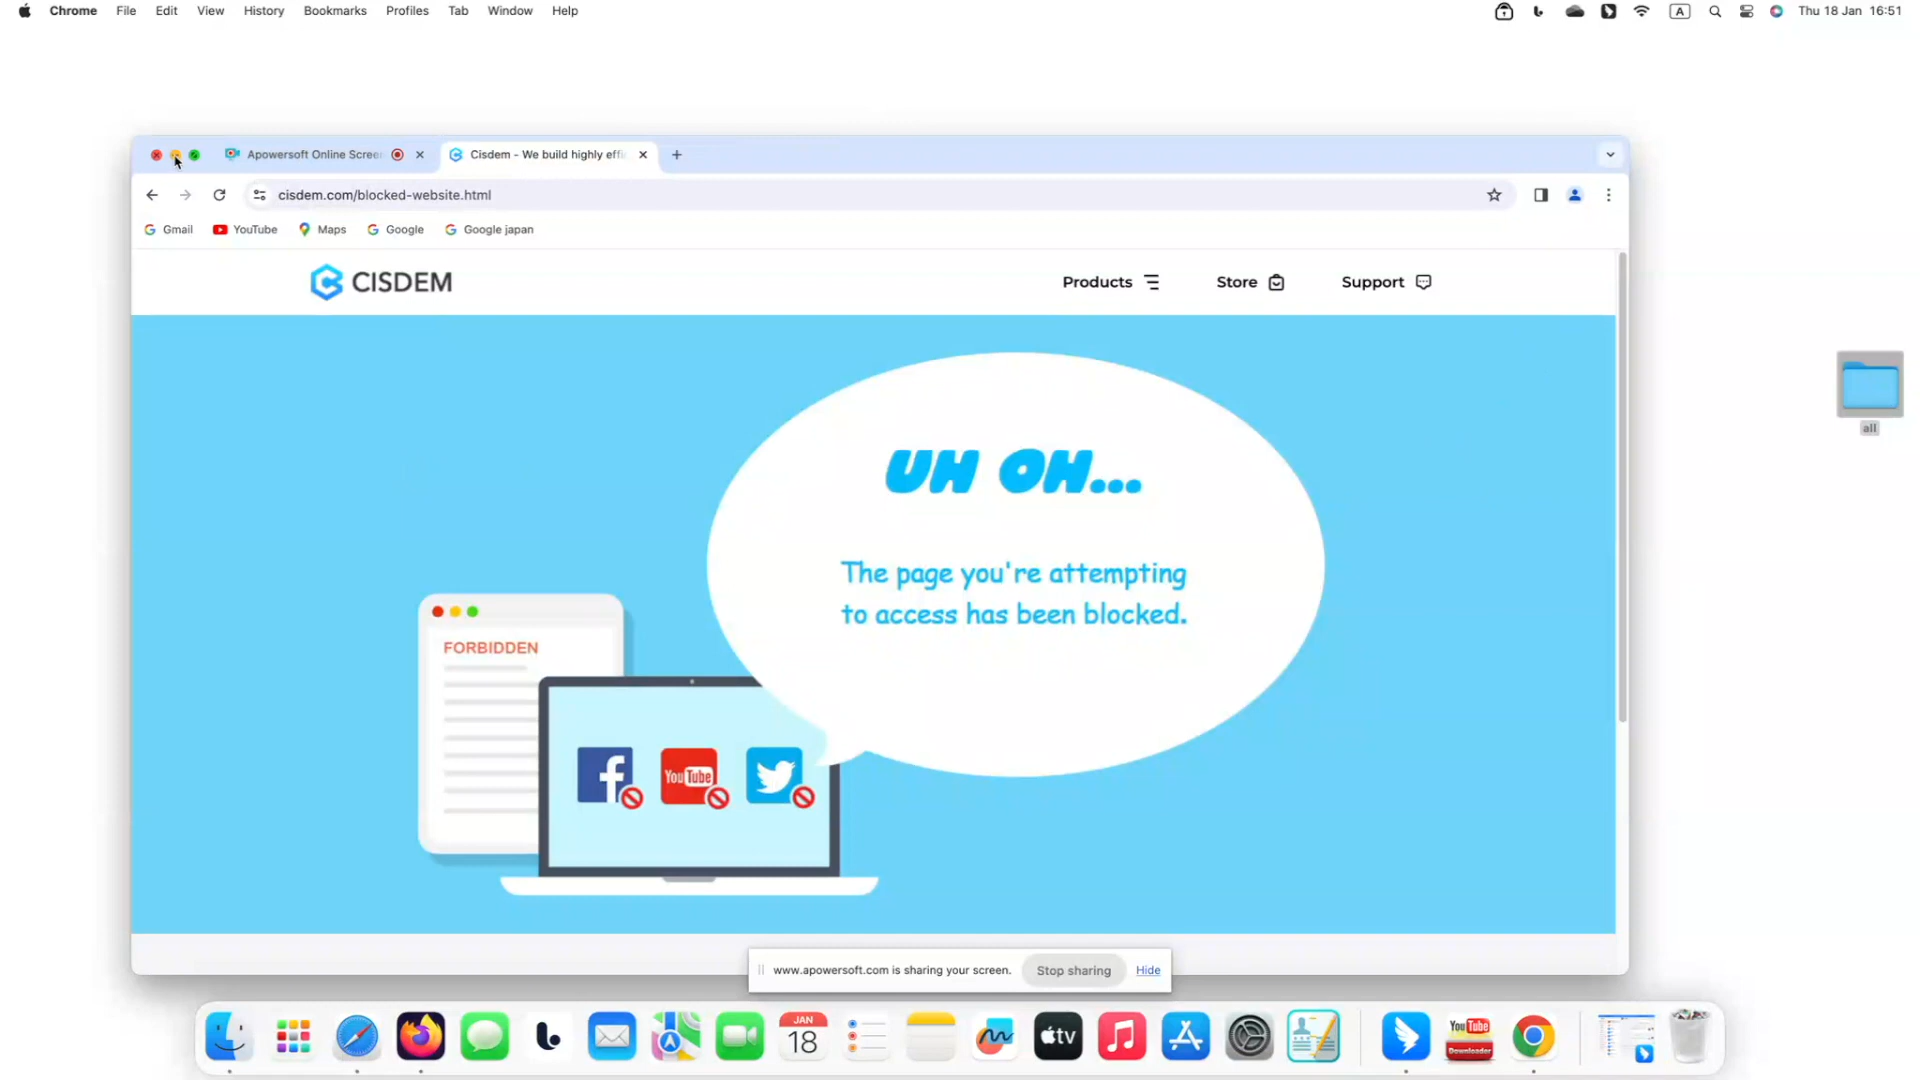 Chrome File Edit View History Bookmarks Profiles Tab Window Help A Thu 18 Jan 16:51
Apowersoft Online Scree Cisdem - We build highly effi
cisdem.com/blocked-website.html
Gmail YouTube Maps Google Google japan
CISDEM Products Store Support
UH OH...
The page you're attempting
to access has been blocked.
FORBIDDEN
YouTube
all
www.apowersoft.com is sharing your screen. Stop sharing Hide
JAN
18
tv
YouTube
Downloader